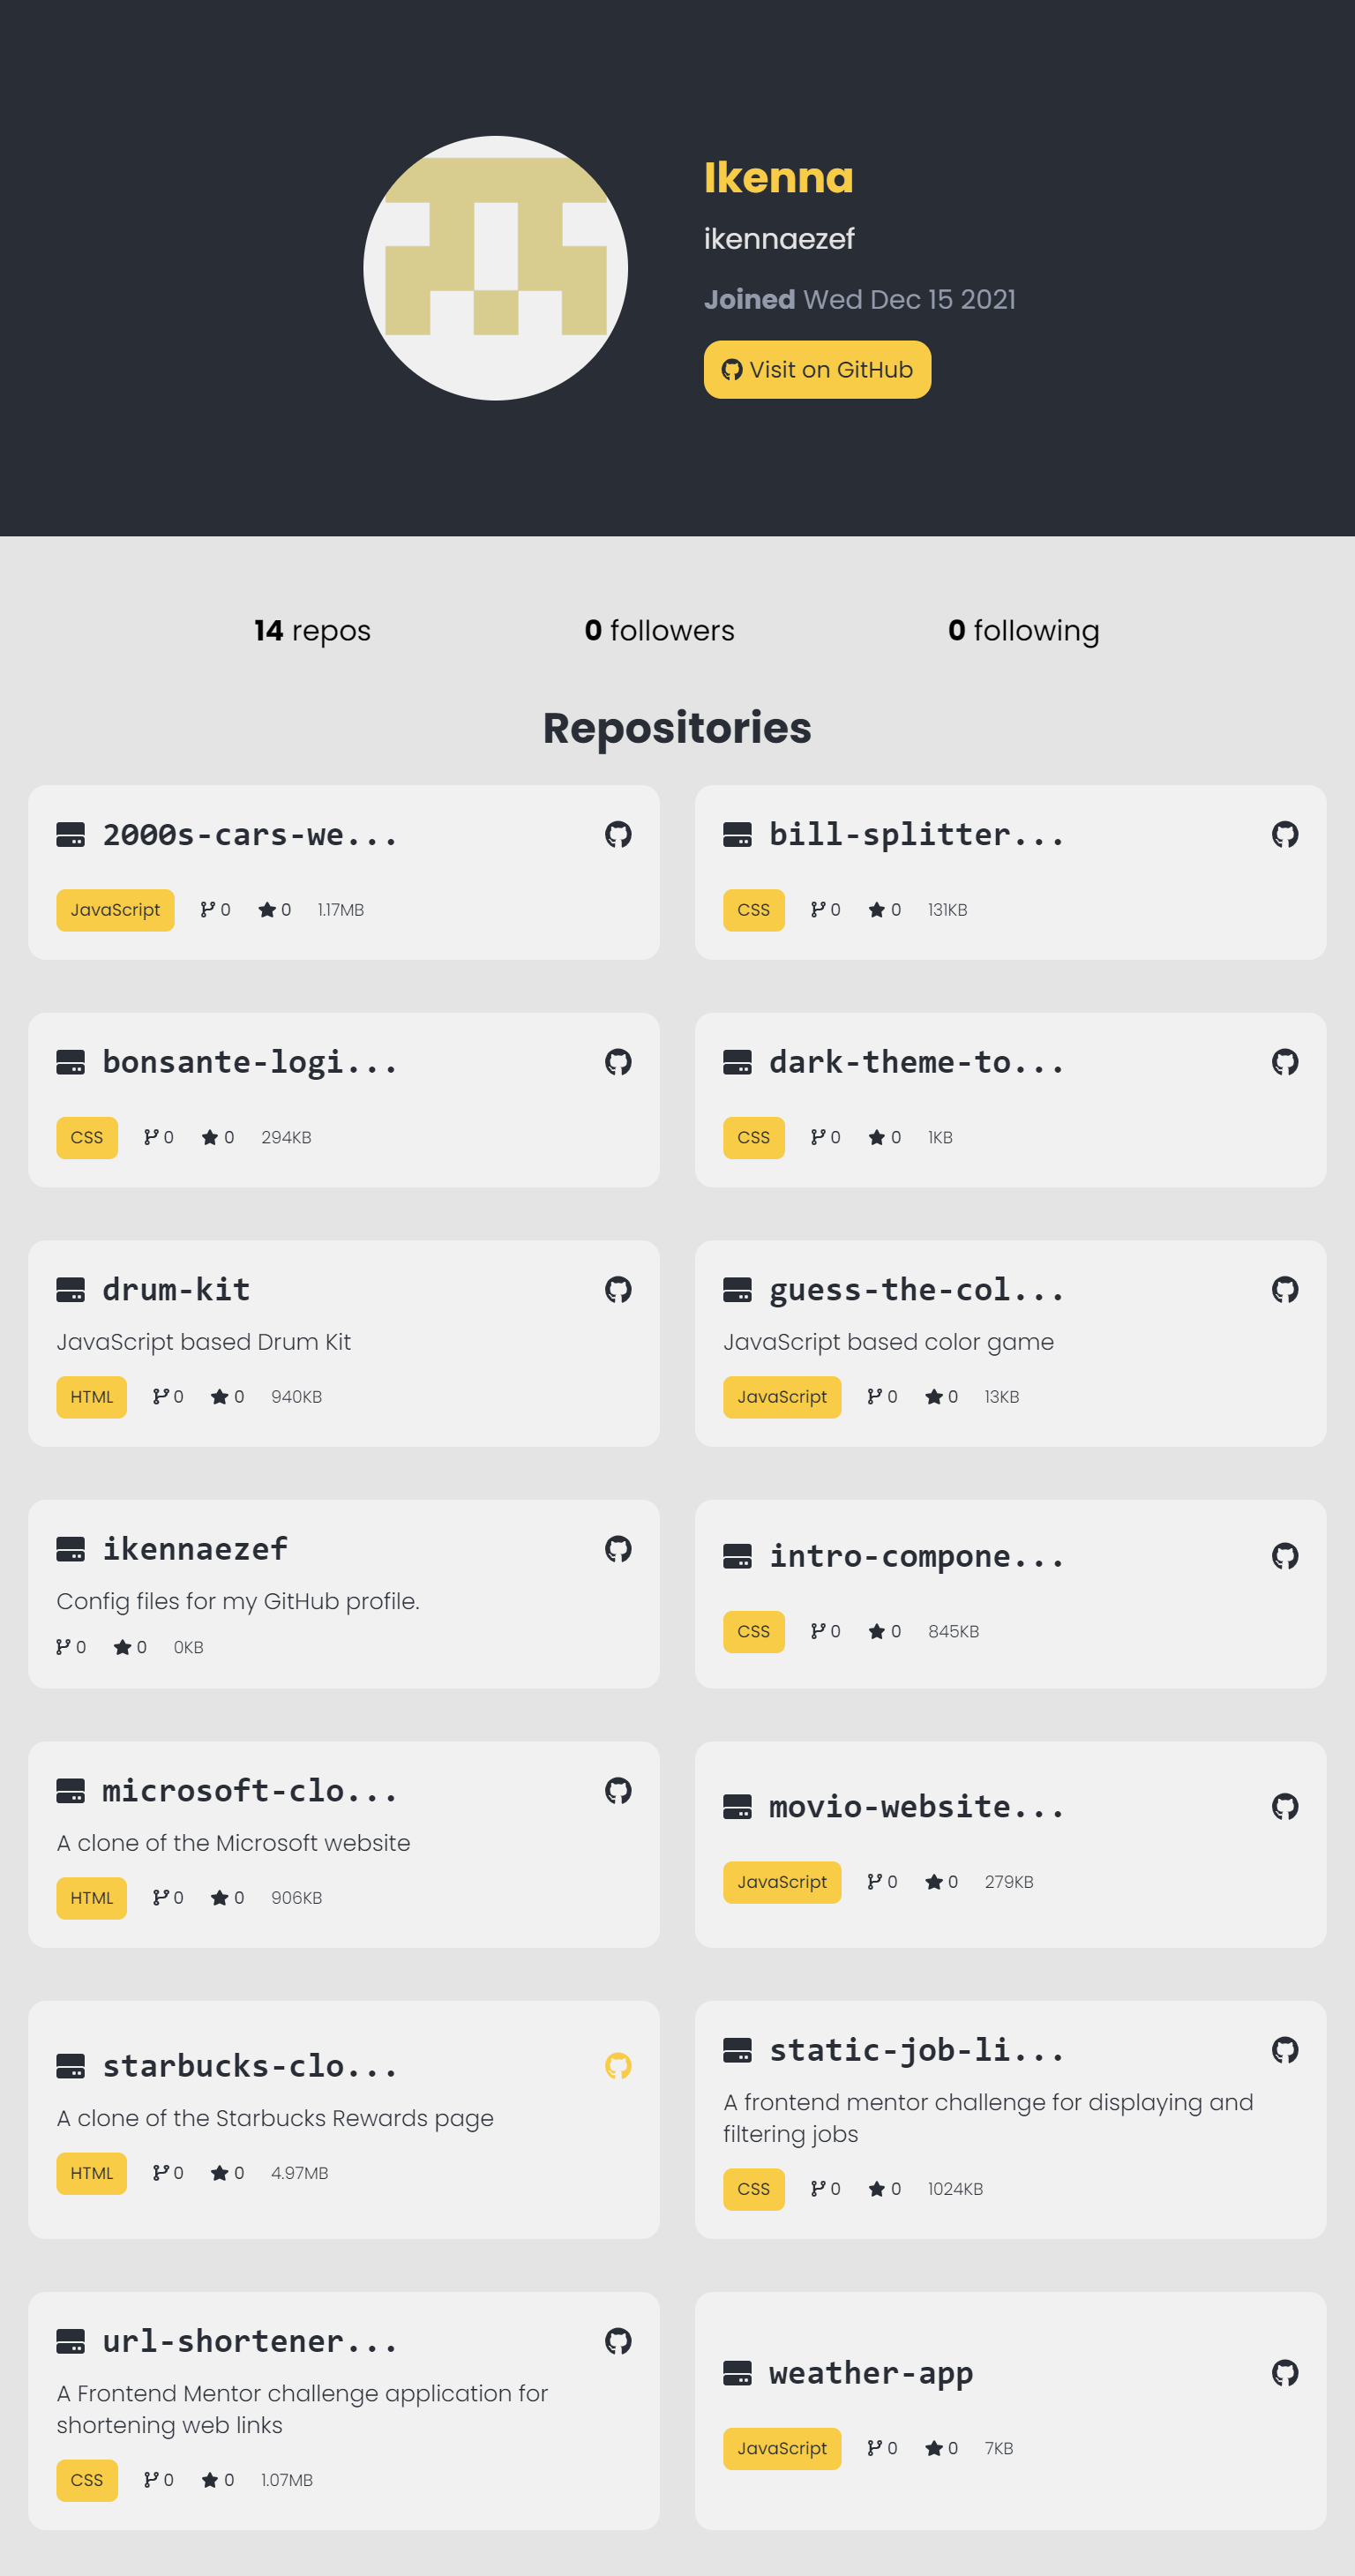 Ikenna
ikennaezef
Joined Wed Dec 15 2021
Visit on GitHub
14 repos
0 followers
0 following
Repositories
2000s-cars-we...
JavaScript 0 0 1.17MB
bill-splitter...
CSS 0 0 131KB
bonsante-logi...
CSS 0 0 294KB
dark-theme-to...
CSS 0 0 1KB
drum-kit
JavaScript based Drum Kit
HTML 0 0 940KB
guess-the-col...
JavaScript based color game
JavaScript 0 0 13KB
ikennaezef
Config files for my GitHub profile.
0 0 0KB
intro-compone...
CSS 0 0 845KB
microsoft-clo...
A clone of the Microsoft website
HTML 0 0 906KB
movio-website...
JavaScript 0 0 279KB
starbucks-clo...
A clone of the Starbucks Rewards page
HTML 0 0 4.97MB
static-job-li...
A frontend mentor challenge for displaying and
filtering jobs
CSS 0 0 1024KB
url-shortener...
A Frontend Mentor challenge application for
shortening web links
CSS 0 0 1.07MB
weather-app
JavaScript 0 0 7KB